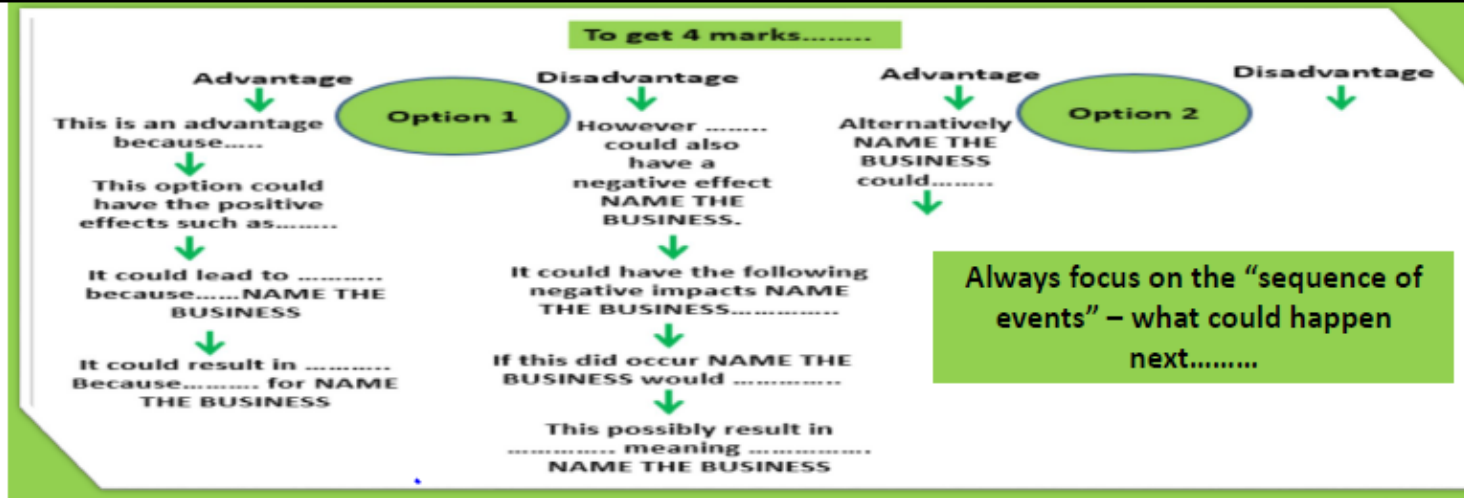 To get 4 marks........
Advantage
Option 1
This is an advantage
because.....
This option could
have the positive
effects such as........
It could lead to ...........
because......NAME THE
BUSINESS
It could result in ...........
Because.......... for NAME
THE BUSINESS
Disadvantage
However ........
could also
have a
negative effect
NAME THE
BUSINESS.
It could have the following
negative impacts NAME
THE BUSINESS..............
If this did occur NAME THE
BUSINESS would ..............
This possibly result in
.............. meaning ................
NAME THE BUSINESS
Advantage
Option 2
Alternatively
NAME THE
BUSINESS
could........
Disadvantage
Always focus on the “sequence of
events” – what could happen
next.........